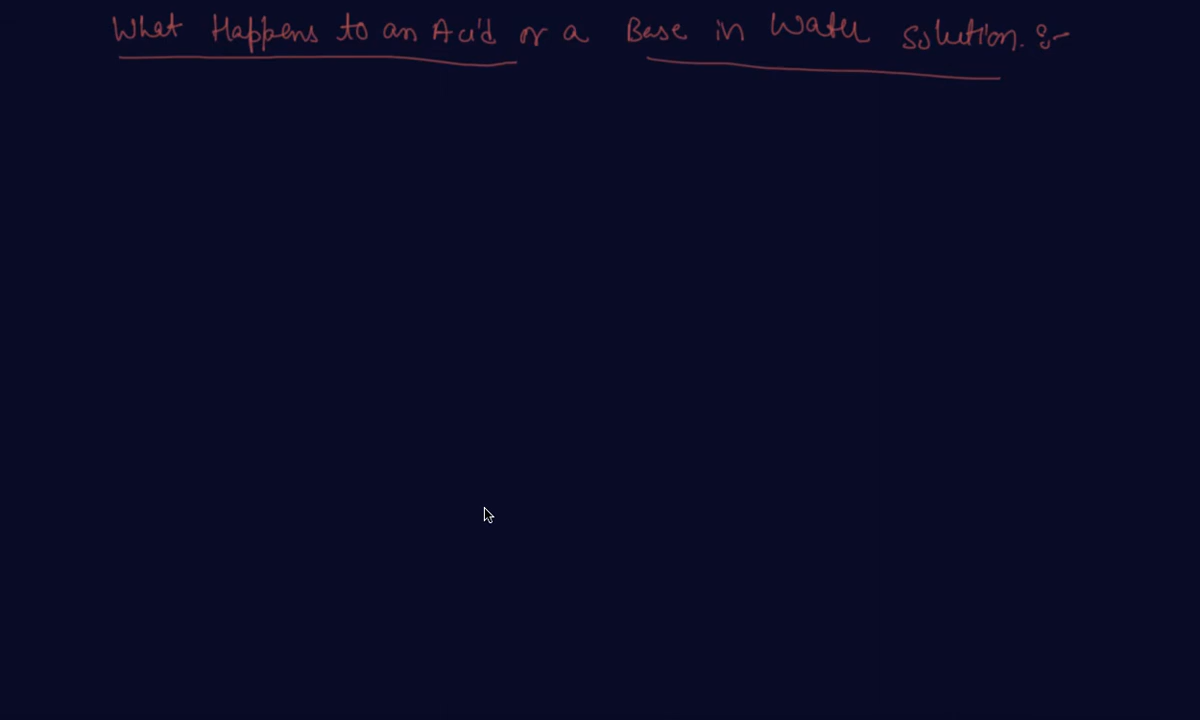 What Happens to an Acid or a Base in Water Solution. :-